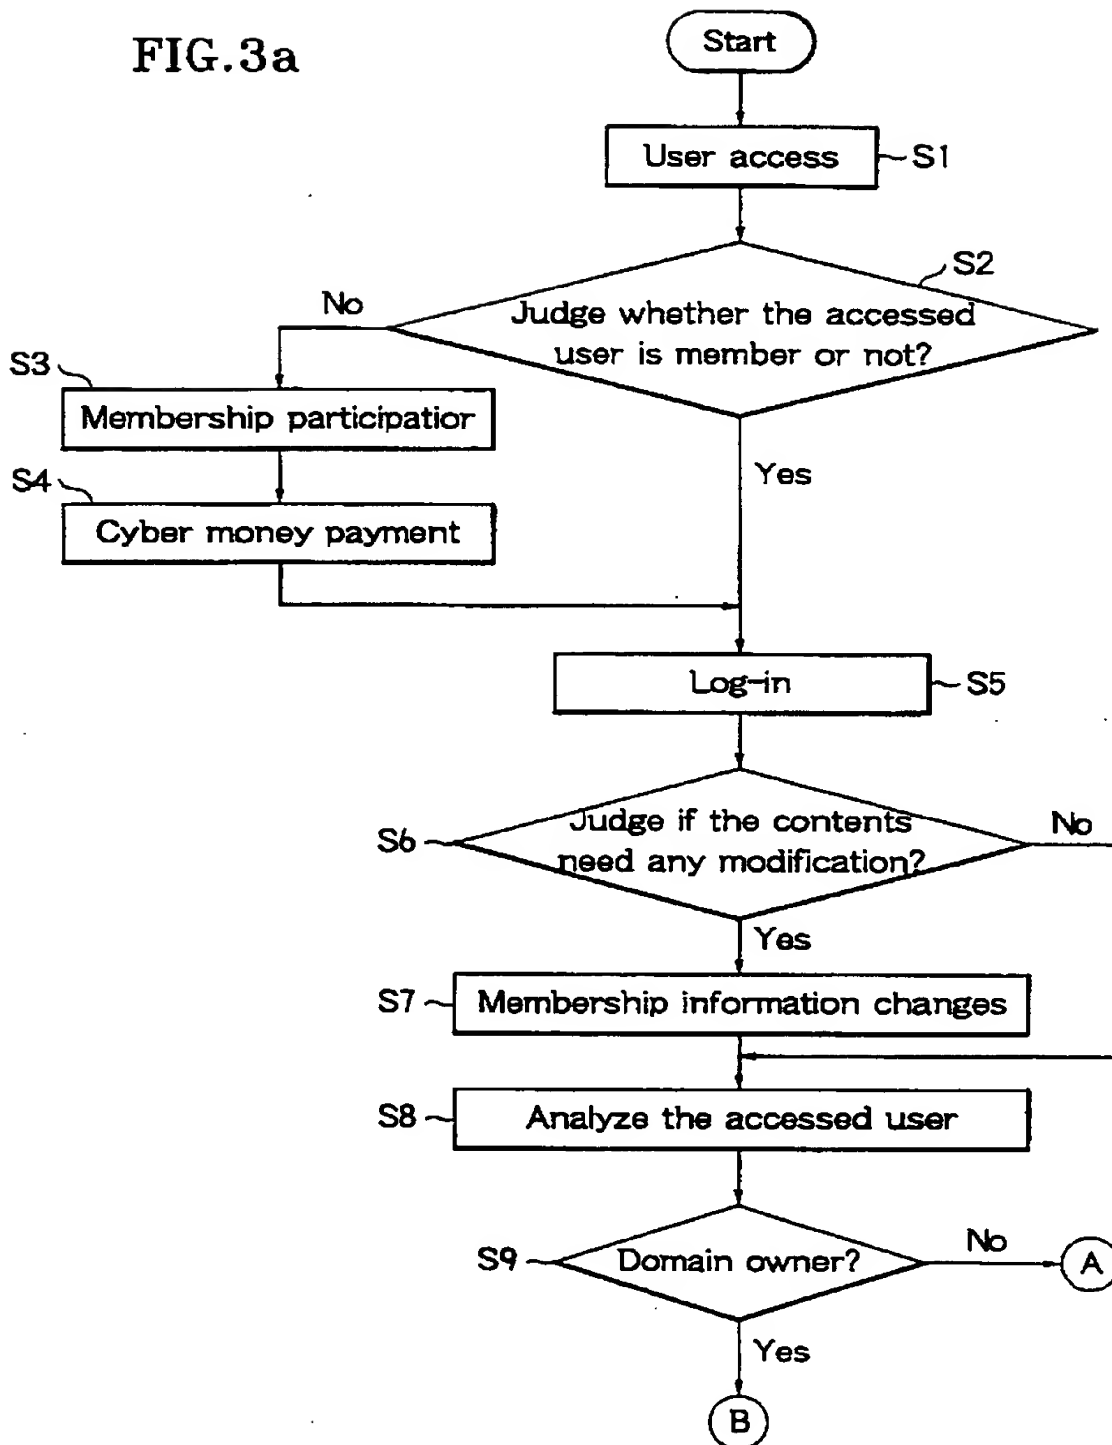 FIG.3a
Start
User access
S1
S2
Judge whether the accessed
user is member or not?
No
S3
Membership participatior
S4
Cyber money payment
Yes
Log-in
S5
S6
Judge if the contents
need any modification?
No
Yes
S7
Membership information changes
S8
Analyze the accessed user
S9
Domain owner?
No
A
Yes
B